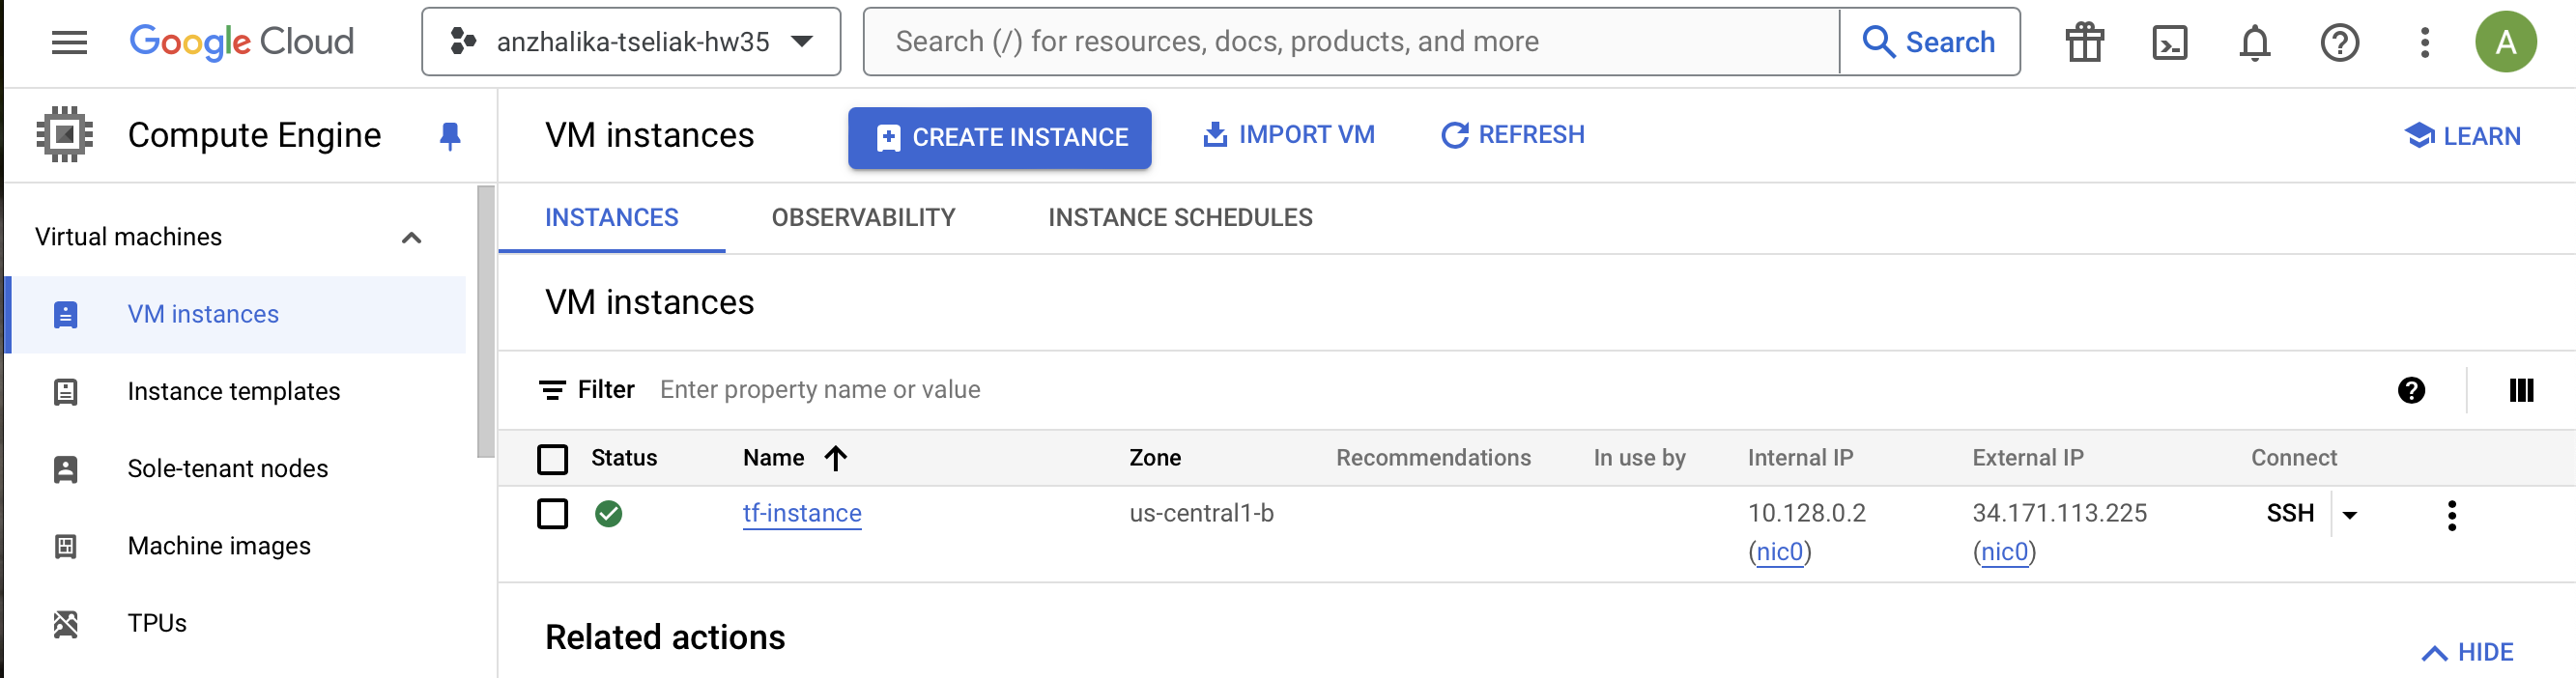 Google Cloud
anzhalika-tseliak-hw35
Search (/) for resources, docs, products, and more
Search
A
Compute Engine
VM instances
CREATE INSTANCE
IMPORT VM
REFRESH
LEARN
Virtual machines
VM instances
Instance templates
Sole-tenant nodes
Machine images
TPUs
INSTANCES OBSERVABILITY INSTANCE SCHEDULES
VM instances
Filter Enter property name or value
Status Name Zone Recommendations In use by Internal IP External IP Connect
tf-instance us-central1-b 10.128.0.2 34.171.113.225 SSH
(nic0) (nic0)
Related actions
HIDE